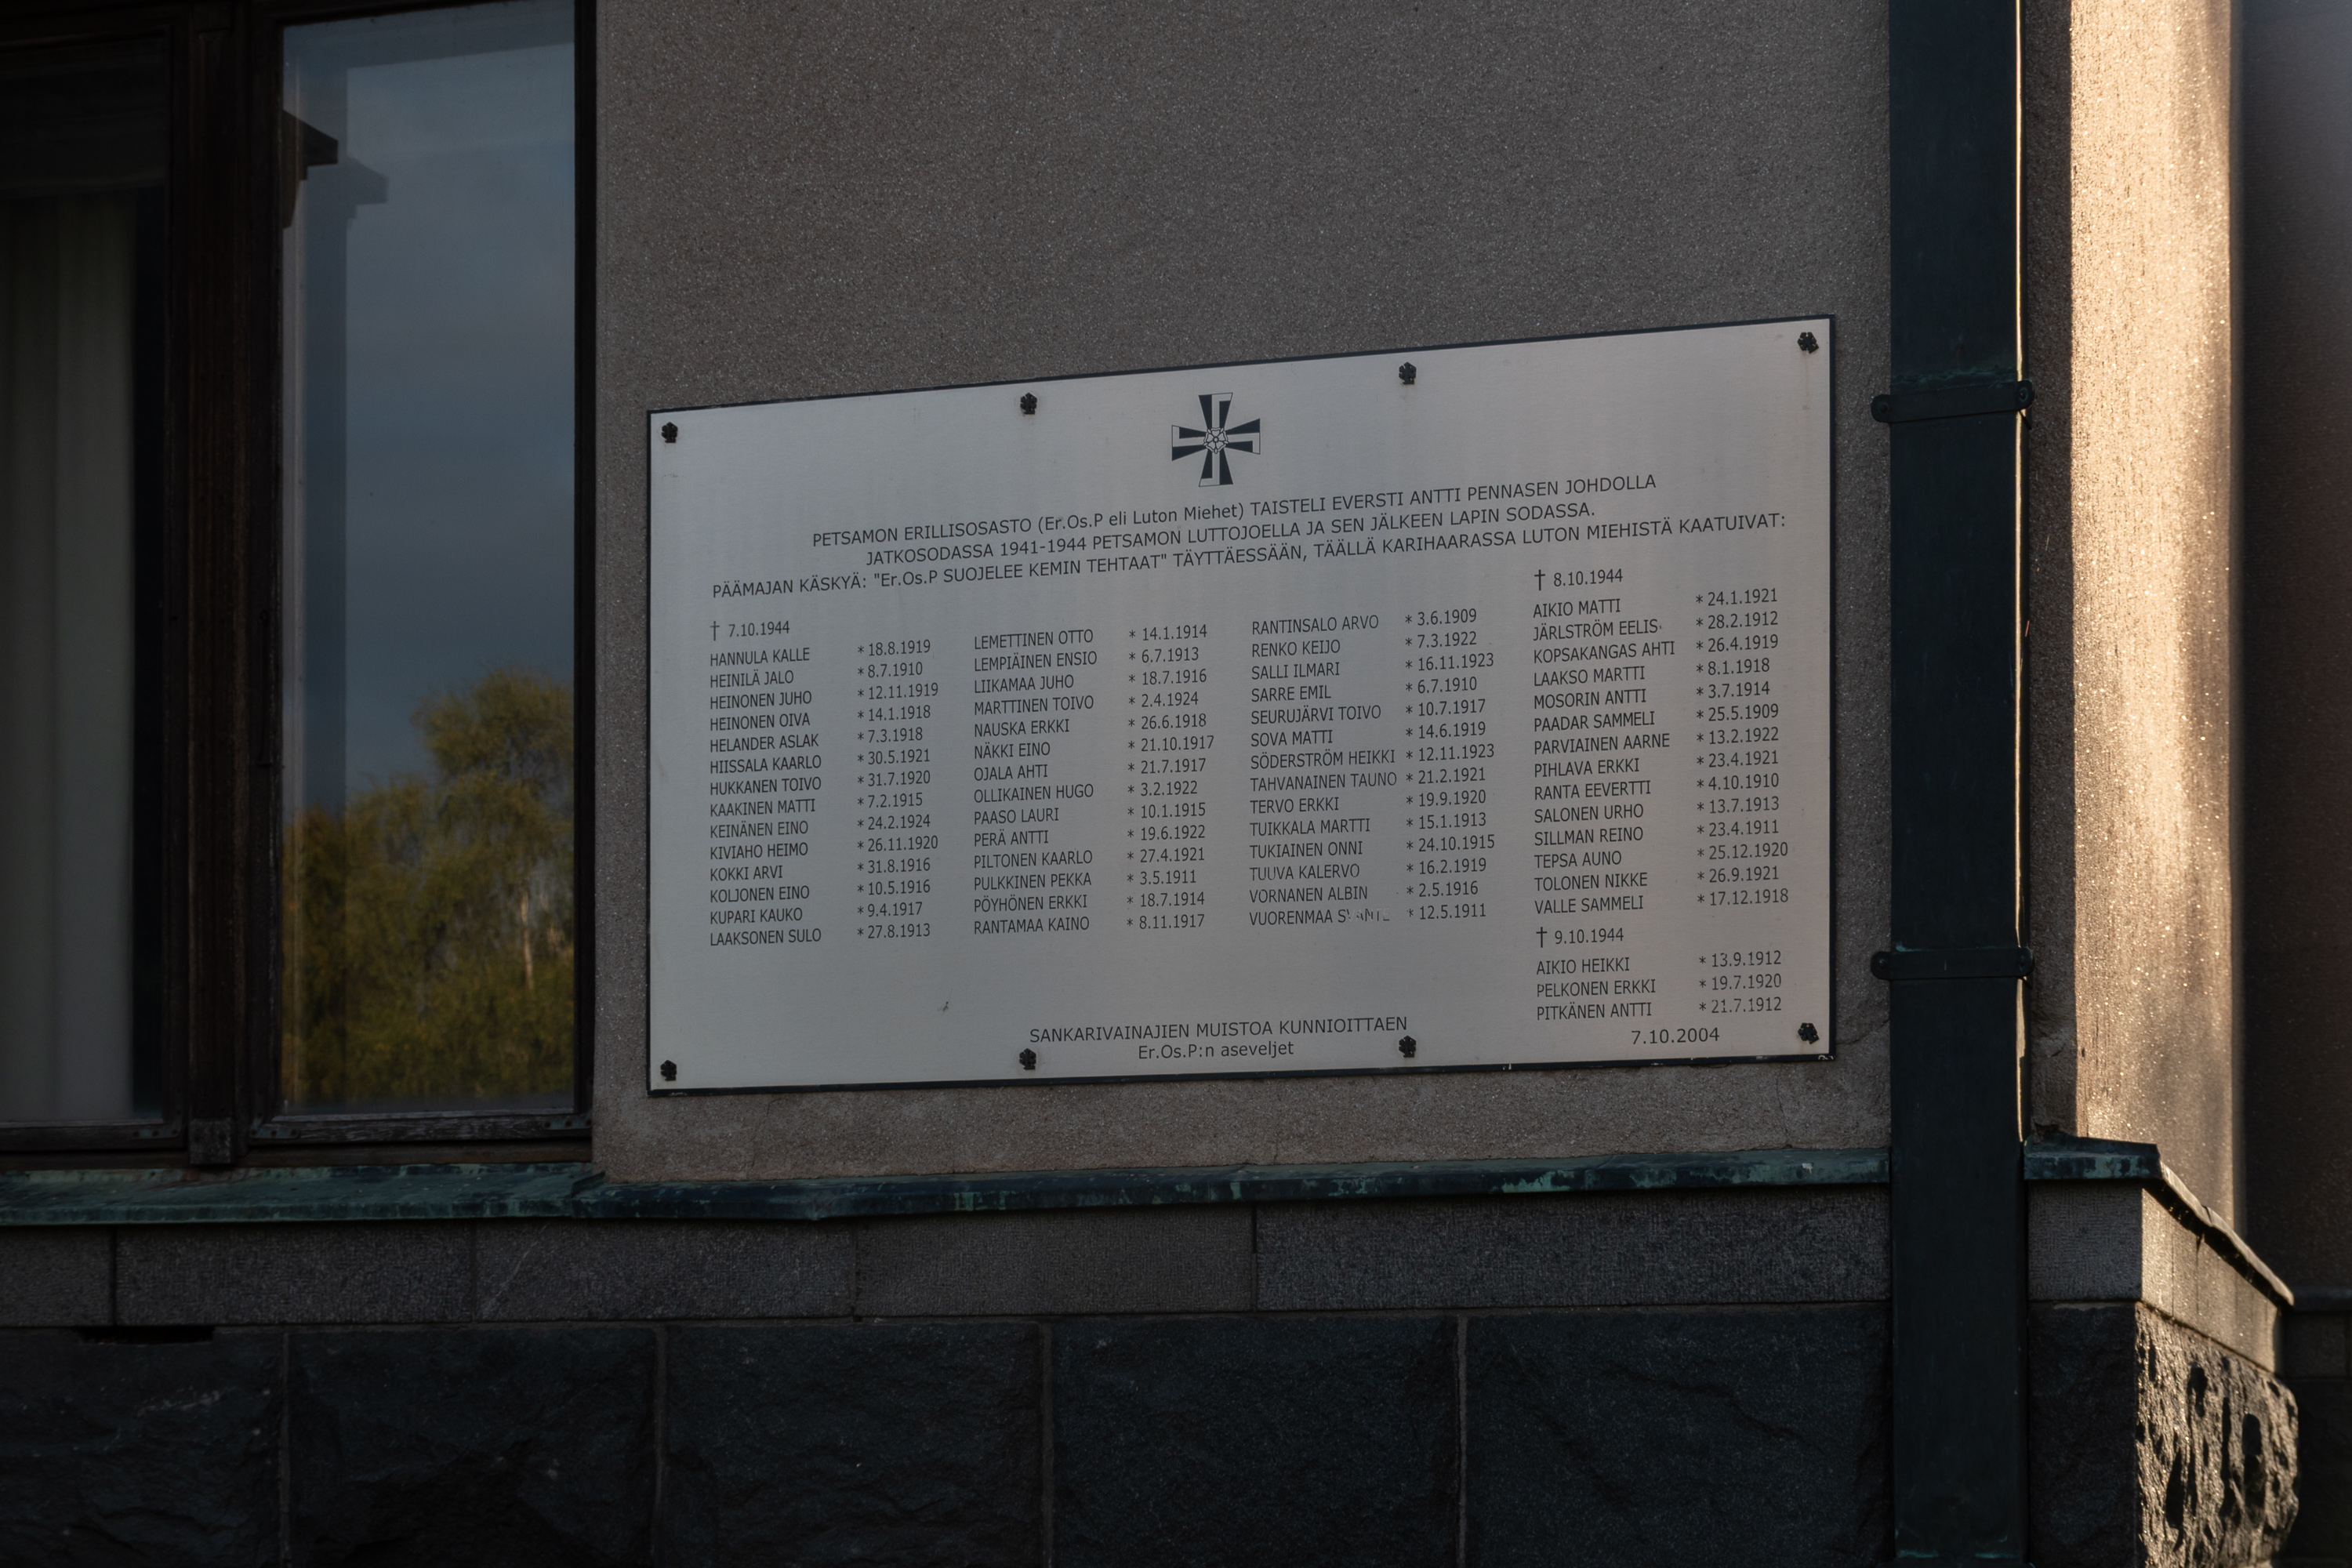 PETSAMON ERILLISOSASTO (Er.Os.P eli Luton Miehet) TAISTELI EVERSTI ANTTI PENNASEN JOHDOLLA
JATKOSODASSA 1941-1944 PETSAMON LUTTOJOELLA JA SEN JÄLKEEN LAPIN SODASSA.
PÄÄMAJAN KÄSKYÄ: "Er.Os.P SUOJELEE KEMIN TEHTAAT" TÄYTTÄESSÄÄN, TÄÄLLÄ KARIHAARASSA LUTON MIEHISTÄ KAATUIVAT:
† 7.10.1944
HANNULA KALLE * 18.8.1919
HEINILÄ JALO * 8.7.1910
HEINONEN JUHO * 12.11.1919
HEINONEN OIVA * 14.1.1918
HELANDER ASLAK * 7.3.1918
HIISSALA KAARLO * 30.5.1921
HUKKANEN TOIVO * 31.7.1920
KAAKINEN MATTI * 7.2.1915
KEINÄNEN EINO * 24.2.1924
KIVIAHO HEIMO * 26.11.1920
KOKKI ARVI * 31.8.1916
KOLJONEN EINO * 10.5.1916
KUPARI KAUKO * 9.4.1917
LAAKSONEN SULO * 27.8.1913
LEMETTINEN OTTO * 14.1.1914
LEMPIÄINEN ENSIO * 6.7.1913
LIIKAMAA JUHO * 18.7.1916
MARTTINEN TOIVO * 2.4.1924
NAUSKA ERKKI * 26.6.1918
NÄKKI EINO * 21.10.1917
OJALA AHTI * 21.7.1917
OLLIKAINEN HUGO * 3.2.1922
PAASO LAURI * 10.1.1915
PERÄ ANTTI * 19.6.1922
PILTONEN KAARLO * 27.4.1921
PULKKINEN PEKKA * 3.5.1911
PÖYHÖNEN ERKKI * 18.7.1914
RANTAMAA KAINO * 8.11.1917
RANTINSALO ARVO * 3.6.1909
RENKO KEIJO * 7.3.1922
SALLI ILMARI * 16.11.1923
SARRE EMIL * 6.7.1910
SEURUJÄRVI TOIVO * 10.7.1917
SOVA MATTI * 14.6.1919
SÖDERSTRÖM HEIKKI * 12.11.1923
TAHVANAINEN TAUNO * 21.2.1921
TERVO ERKKI * 19.9.1920
TUIKKALA MARTTI * 15.1.1913
TUKIAINEN ONNI * 24.10.1915
TUUVA KALERVO * 16.2.1919
VORNANEN ALBIN * 2.5.1916
VUORENMAA * 12.5.1911
† 8.10.1944
AIKIO MATTI * 24.1.1921
JÄRLSTRÖM EELIS * 28.2.1912
KOPSAKANGAS AHTI * 26.4.1919
LAAKSO MARTTI * 8.1.1918
MOSORIN ANTTI * 3.7.1914
PAADAR SAMMELI * 25.5.1909
PARVIAINEN AARNE * 13.2.1922
PIHLAVA ERKKI * 23.4.1921
RANTA EEVERTTI * 4.10.1910
SALONEN URHO * 13.7.1913
SILLMAN REINO * 23.4.1911
TEPSA AUNO * 25.12.1920
TOLONEN NIKKE * 26.9.1921
VALLE SAMMELI * 17.12.1918
† 9.10.1944
AIKIO HEIKKI * 13.9.1912
PELKONEN ERKKI * 19.7.1920
PITKÄNEN ANTTI * 21.7.1912
SANKARIVAINAJIEN MUISTOA KUNNIOITTAEN
Er.Os.P:n aseveljet
7.10.2004